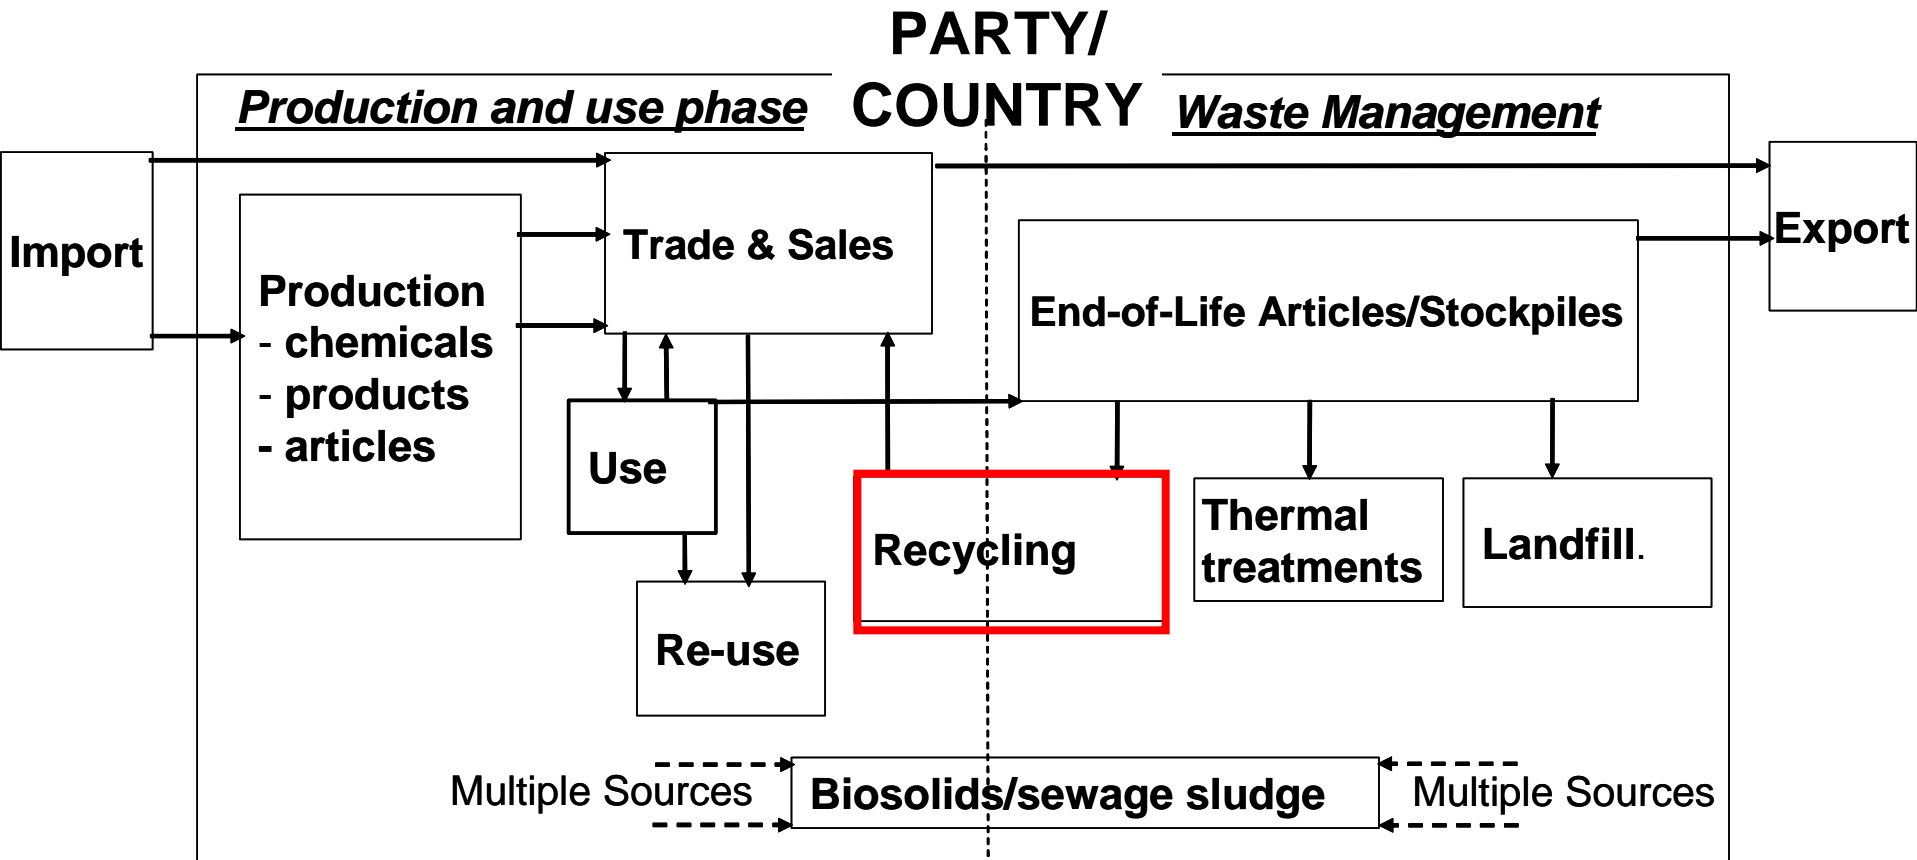 PARTY/
COUNTRY
Production and use phase
Waste Management
Import
Production
- chemicals
- products
- articles
Trade & Sales
End-of-Life Articles/Stockpiles
Export
Use
Re-use
Recycling
Thermal
treatments
Landfill.
Multiple Sources
Biosolids/sewage sludge
Multiple Sources